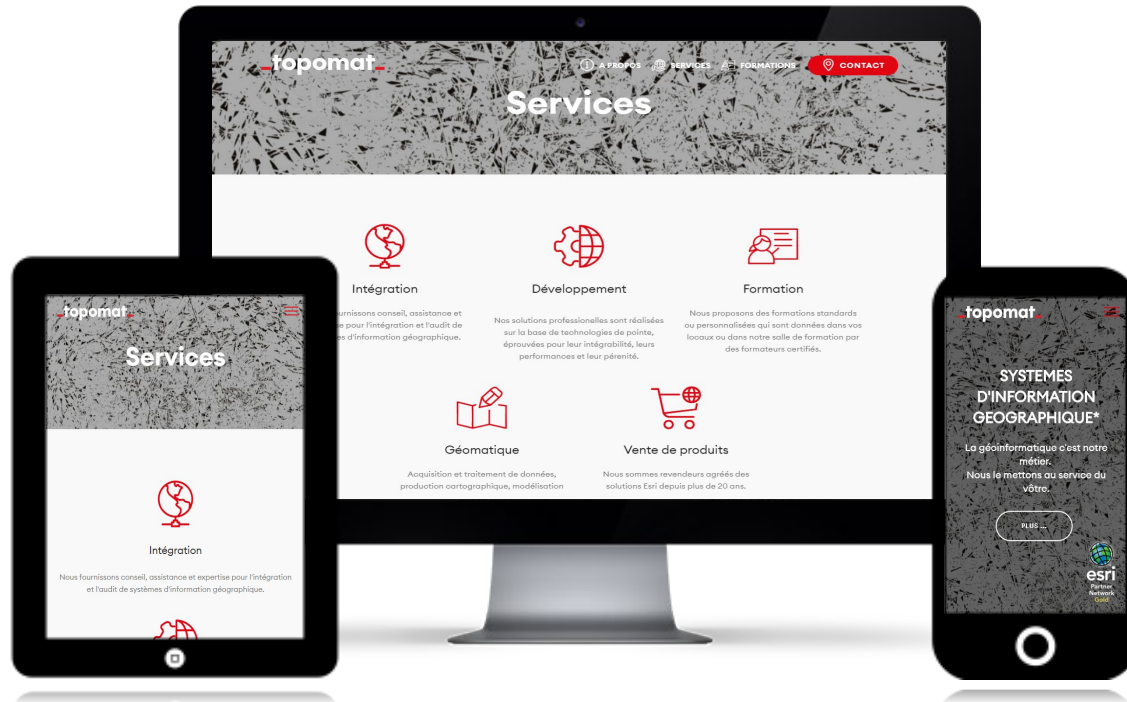 _topomat_
A PROPOS SERVICES FORMATIONS CONTACT
Services
Intégration
urnissons conseil, assistance et
e pour l'intégration et l'audit de
es d'information géographique.
Développement
Nos solutions professionelles sont réalisées
sur la base de technologies de pointe,
éprouvées pour leur intégrabilité, leurs
performances et leur pérenité.
Formation
Nous proposons des formations standards
ou personnalisées qui sont données dans vos
locaux ou dans notre salle de formation par
des formateurs certifiés.
Géomatique
Acquisition et traitement de données,
production cartographique, modélisation
Vente de produits
Nous sommes revendeurs agréés des
solutions Esri depuis plus de 20 ans.
_topomat_
Services
Intégration
Nous fournissons conseil, assistance et expertise pour l'intégration
et l'audit de systèmes d'information géographique.
_topomat_
SYSTEMES
D'INFORMATION
GEOGRAPHIQUE*
La géoinformatique c'est notre
métier.
Nous le mettons au service du
vôtre.
PLUS ...
esri
Partner
Network
Gold